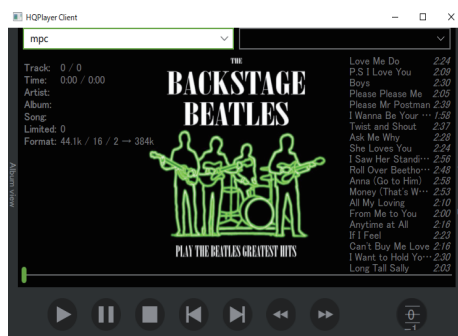 HQPlayer Client
mpc
Track: 0 / 0
Time: 0:00 / 0:00
Artist:
Album:
Song:
Limited: 0
Format: 44.1k / 16 / 2 → 384k
Album view
THE
BACKSTAGE
BEATLES
PLAY THE BEATLES GREATEST HITS
Love Me Do 2:24
P.S I Love You 2:09
Boys 2:30
Please Please Me 2:05
Please Mr Postman 2:39
I Wanna Be Your ··· 1:58
Twist and Shout 2:37
Ask Me Why 2:28
She Loves You 2:24
I Saw Her Standi··· 2:56
Roll Over Beetho··· 2:48
Anna (Go to Him) 2:58
Money (That's W··· 2:53
All My Loving 2:10
From Me to You 2:00
Anytime at All 2:16
If I Feel 2:23
Can't Buy Me Love 2:16
I Want to Hold Yo··· 2:30
Long Tall Sally 2:03
0
-1